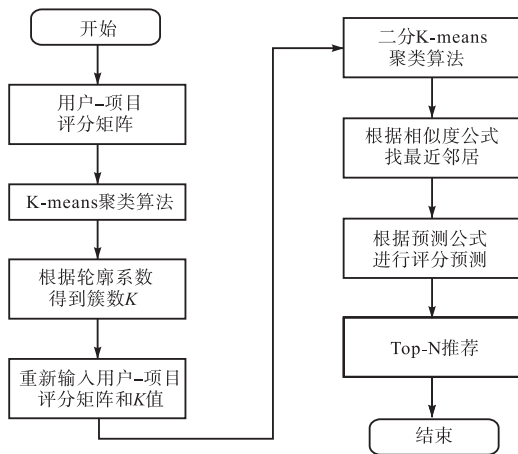 开始
用户–项目
评分矩阵
K-means聚类算法
根据轮廓系数
得到簇数K
重新输入用户–项目
评分矩阵和K值
二分K-means
聚类算法
根据相似度公式
找最近邻居
根据预测公式
进行评分预测
Top-N推荐
结束